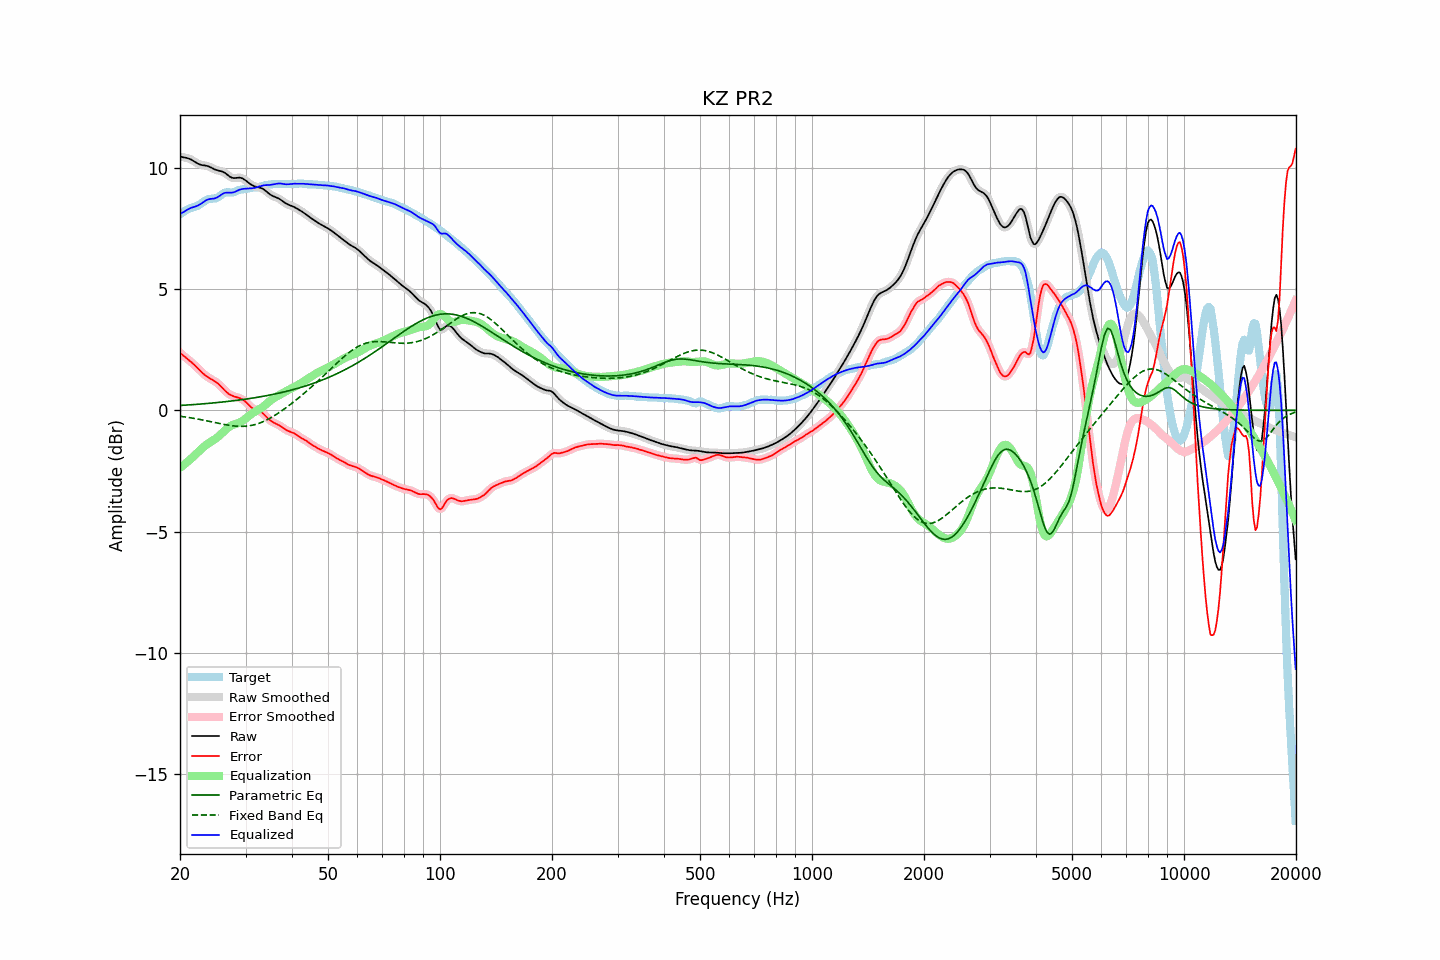 KZ PR2
10
5
0
−5
−10
−15
Amplitude (dBr)
Target
Raw Smoothed
Error Smoothed
Raw
Error
Equalization
Parametric Eq
Fixed Band Eq
Equalized
20 50 100 200 500 1000 2000 5000 10000 20000
Frequency (Hz)